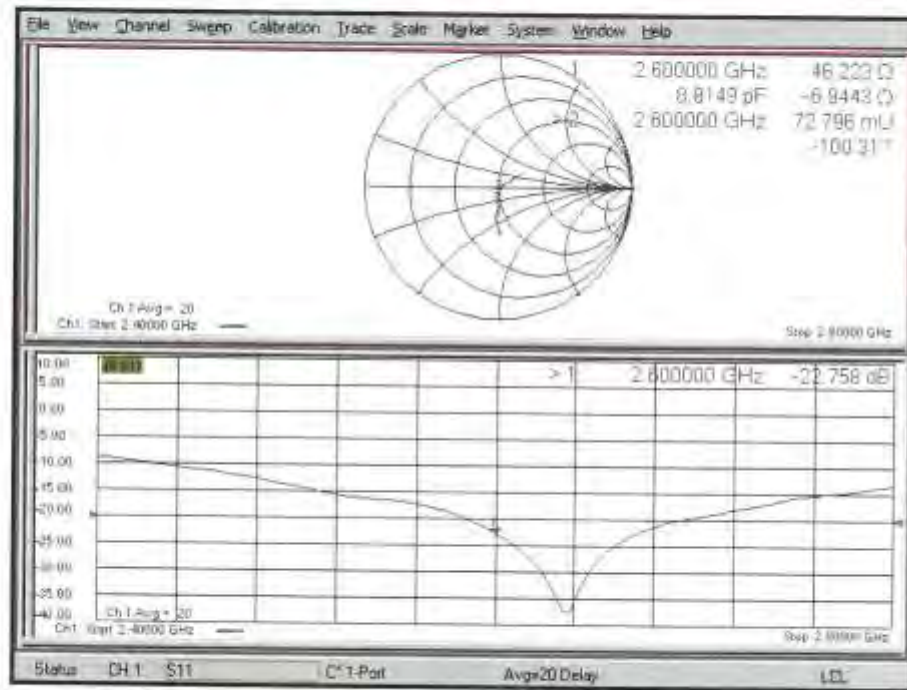 File View Channel Sweep Calibration Trace Scale Marker System Window Help
1 2.600000 GHz 46.223 Ω
8.8149 pF -6.9443 Ω
>2 2.600000 GHz 72.796 mU
-100.31 °
Ch 1 Avg = 20
Ch1: Start 2.40000 GHz
Stop 2.80000 GHz
10.00
>1 2.600000 GHz -22.758 dB
5.00
0.00
-5.00
-10.00
-15.00
-20.00
-25.00
-30.00
-35.00
-40.00
Ch 1 Avg = 20
Ch1: Start 2.40000 GHz
Stop 2.80000 GHz
Status CH 1: S11 C* 1-Port Avg=20 Delay LCL